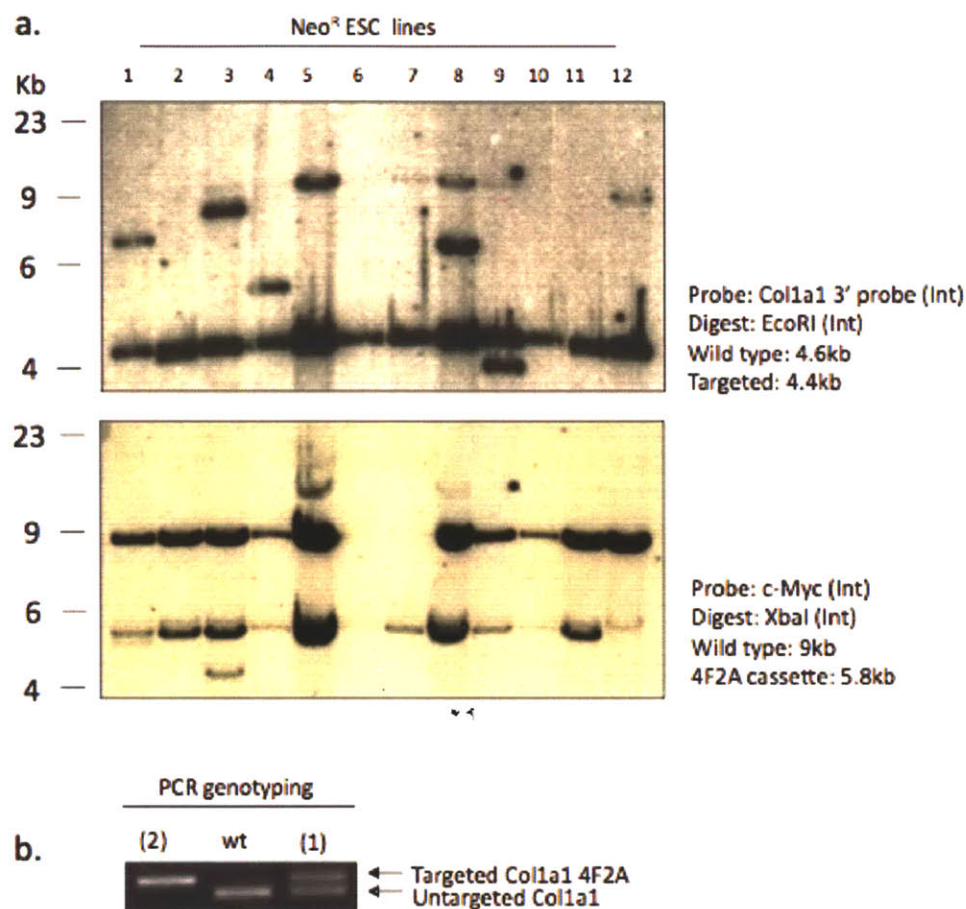 a.
Neoᴿ ESC lines
Kb
1 2 3 4 5 6 7 8 9 10 11 12
23
9
6
4
Probe: Col1a1 3' probe (Int)
Digest: EcoRI (Int)
Wild type: 4.6kb
Targeted: 4.4kb
23
9
6
4
Probe: c-Myc (Int)
Digest: XbaI (Int)
Wild type: 9kb
4F2A cassette: 5.8kb
PCR genotyping
b.
(2) wt (1)
Targeted Col1a1 4F2A
Untargeted Col1a1